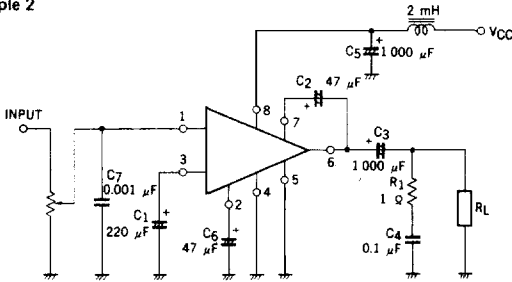 ple 2
2 mH
VCC
C5
+
1 000 μF
8
C2
47 μF
+
7
INPUT
1
C3
+
6
1 000 μF
3
C7
0.001 μF
5
R1
1 Ω
RL
C1
+
220 μF
2
4
C6
+
47 μF
C4
0.1 μF